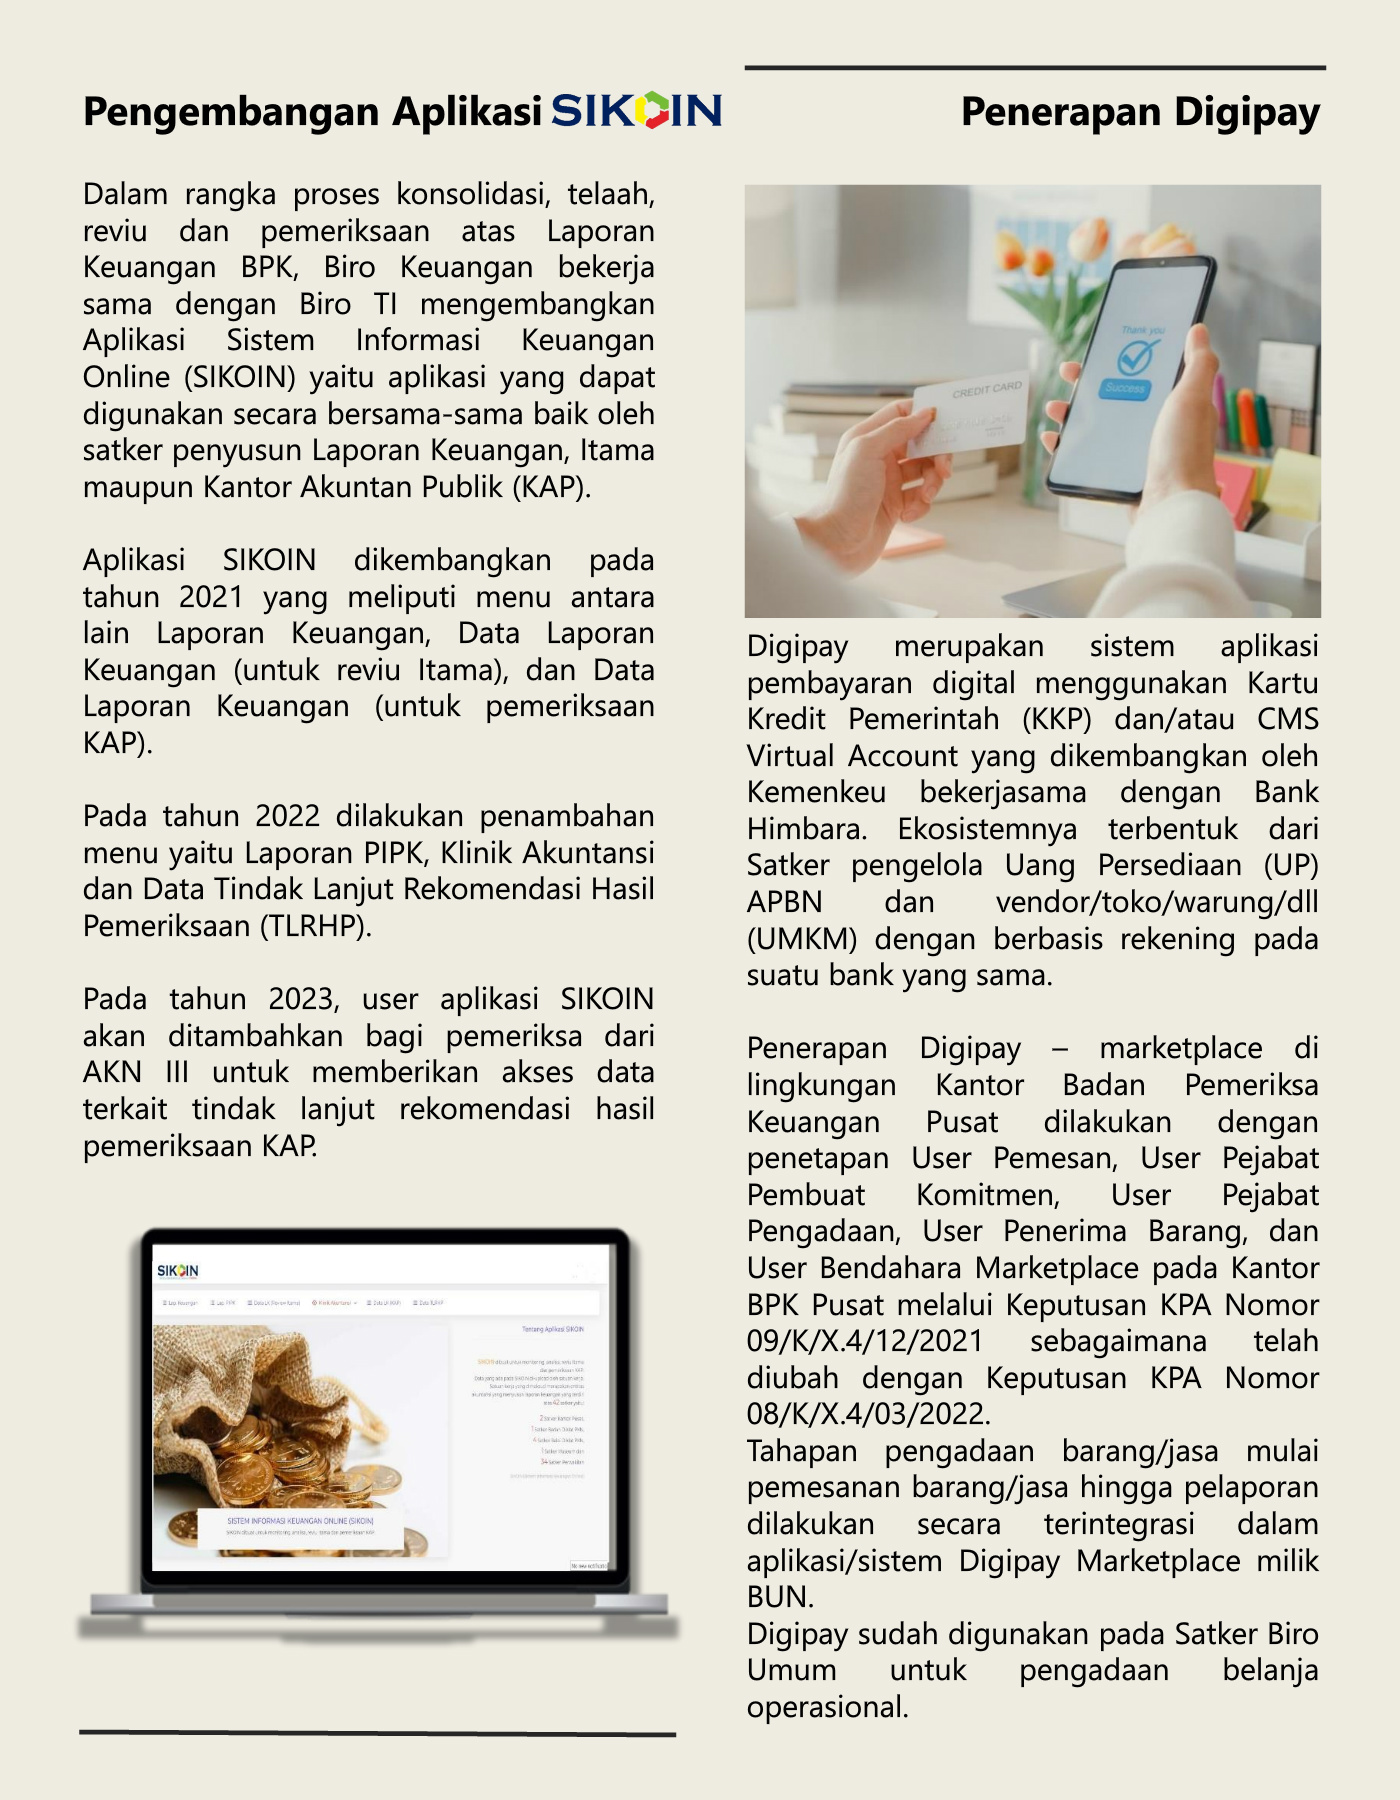 Pengembangan Aplikasi SIKOIN
Dalam rangka proses konsolidasi, telaah,
reviu dan pemeriksaan atas Laporan
Keuangan BPK, Biro Keuangan bekerja
sama dengan Biro TI mengembangkan
Aplikasi Sistem Informasi Keuangan
Online (SIKOIN) yaitu aplikasi yang dapat
digunakan secara bersama-sama baik oleh
satker penyusun Laporan Keuangan, Itama
maupun Kantor Akuntan Publik (KAP).
Aplikasi SIKOIN dikembangkan pada
tahun 2021 yang meliputi menu antara
lain Laporan Keuangan, Data Laporan
Keuangan (untuk reviu Itama), dan Data
Laporan Keuangan (untuk pemeriksaan
KAP).
Pada tahun 2022 dilakukan penambahan
menu yaitu Laporan PIPK, Klinik Akuntansi
dan Data Tindak Lanjut Rekomendasi Hasil
Pemeriksaan (TLRHP).
Pada tahun 2023, user aplikasi SIKOIN
akan ditambahkan bagi pemeriksa dari
AKN III untuk memberikan akses data
terkait tindak lanjut rekomendasi hasil
pemeriksaan KAP.
SIKOIN
Tentang Aplikasi SIKOIN
SISTEM INFORMASI KEUANGAN ONLINE (SIKOIN)
Penerapan Digipay
CREDIT CARD
Thank you
Success
Digipay merupakan sistem aplikasi
pembayaran digital menggunakan Kartu
Kredit Pemerintah (KKP) dan/atau CMS
Virtual Account yang dikembangkan oleh
Kemenkeu bekerjasama dengan Bank
Himbara. Ekosistemnya terbentuk dari
Satker pengelola Uang Persediaan (UP)
APBN dan vendor/toko/warung/dll
(UMKM) dengan berbasis rekening pada
suatu bank yang sama.
Penerapan Digipay – marketplace di
lingkungan Kantor Badan Pemeriksa
Keuangan Pusat dilakukan dengan
penetapan User Pemesan, User Pejabat
Pembuat Komitmen, User Pejabat
Pengadaan, User Penerima Barang, dan
User Bendahara Marketplace pada Kantor
BPK Pusat melalui Keputusan KPA Nomor
09/K/X.4/12/2021 sebagaimana telah
diubah dengan Keputusan KPA Nomor
08/K/X.4/03/2022.
Tahapan pengadaan barang/jasa mulai
pemesanan barang/jasa hingga pelaporan
dilakukan secara terintegrasi dalam
aplikasi/sistem Digipay Marketplace milik
BUN.
Digipay sudah digunakan pada Satker Biro
Umum untuk pengadaan belanja
operasional.